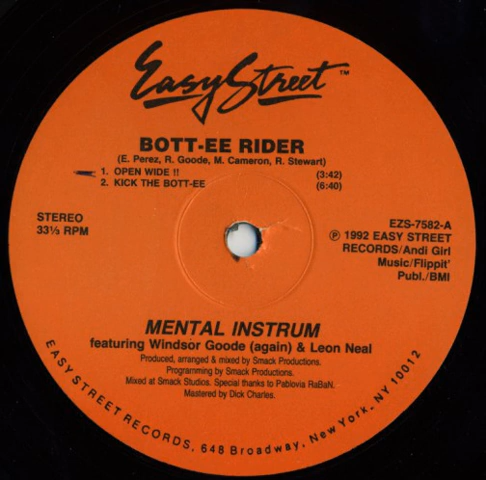 Easy Street ™
BOTT-EE RIDER
(E. Perez, R. Goode, M. Cameron, R. Stewart)
1. OPEN WIDE !! (3:42)
2. KICK THE BOTT-EE (6:40)
STEREO
33⅓ RPM
EZS-7582-A
℗ 1992 EASY STREET
RECORDS/Andi Girl
Music/Flippit'
Publ./BMI
MENTAL INSTRUM
featuring Windsor Goode (again) & Leon Neal
Produced, arranged & mixed by Smack Productions.
Programming by Smack Productions.
Mixed at Smack Studios. Special thanks to Pablovia RaBaN.
Mastered by Dick Charles.
EASY STREET RECORDS, 648 Broadway, New York, NY 10012